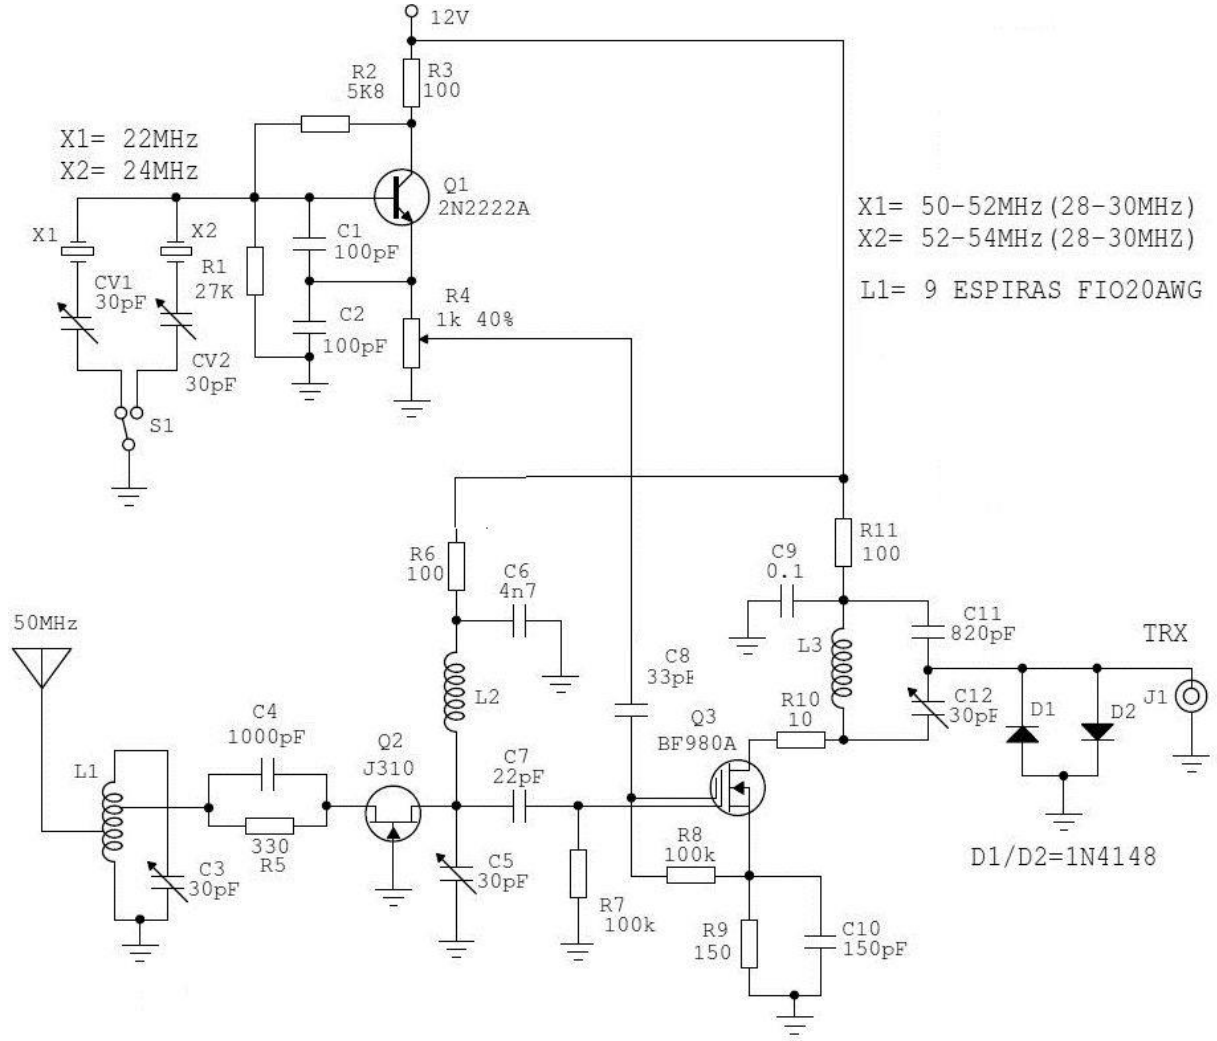 12V
R2
5K8
R3
100
X1= 22MHz
X2= 24MHz
Q1
2N2222A
X1= 50-52MHz(28-30MHz)
X2= 52-54MHz(28-30MHZ)
L1= 9 ESPIRAS FIO20AWG
X1
X2
CV1
30pF
R1
27K
C1
100pF
R4
1k 40%
C2
100pF
CV2
30pF
S1
R6
100
C6
4n7
C9
0.1
R11
100
50MHz
L2
C8
33pF
L3
C11
820pF
TRX
C4
1000pF
Q2
J310
C7
22pF
Q3
BF980A
R10
10
C12
30pF
D1
D2
J1
L1
330
R5
C3
30pF
C5
30pF
R8
100k
D1/D2=1N4148
R7
100k
R9
150
C10
150pF